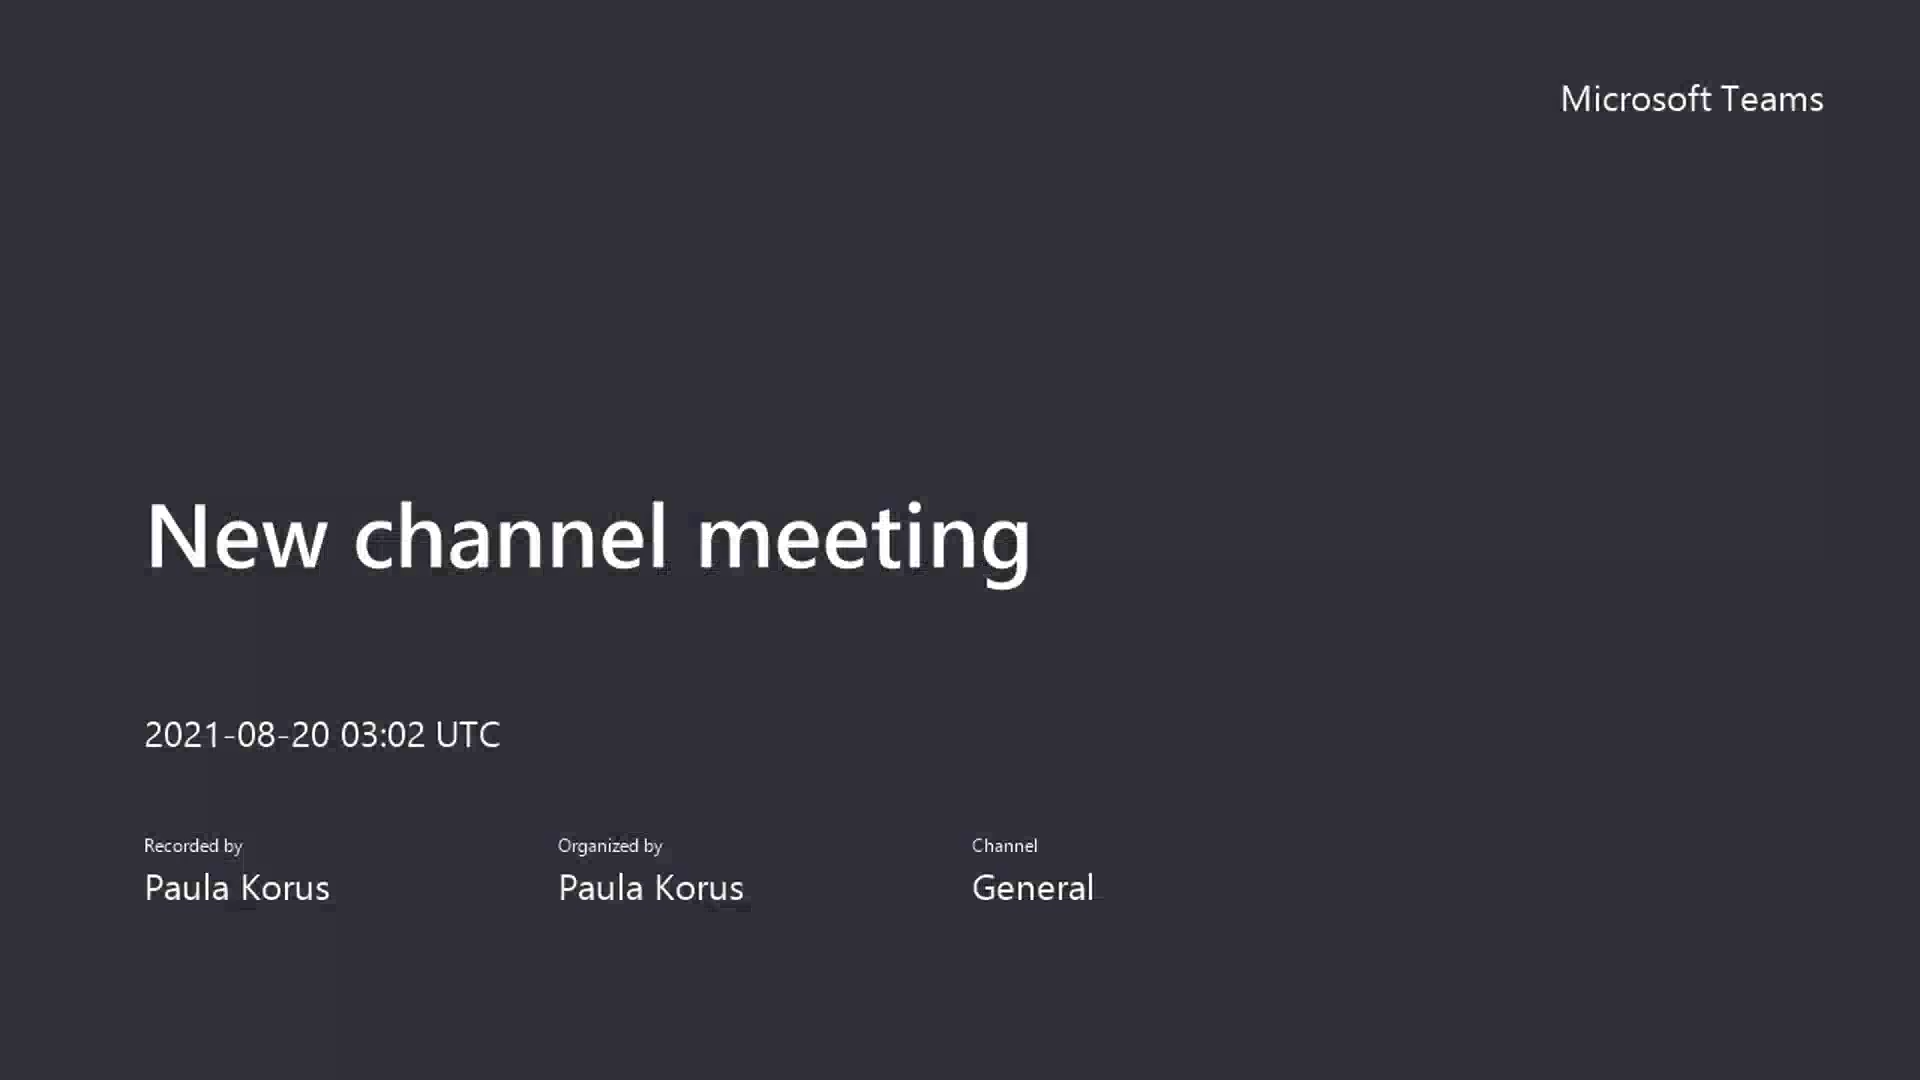 Microsoft Teams
New channel meeting
2021-08-20 03:02 UTC
Recorded by
Paula Korus
Organized by
Paula Korus
Channel
General